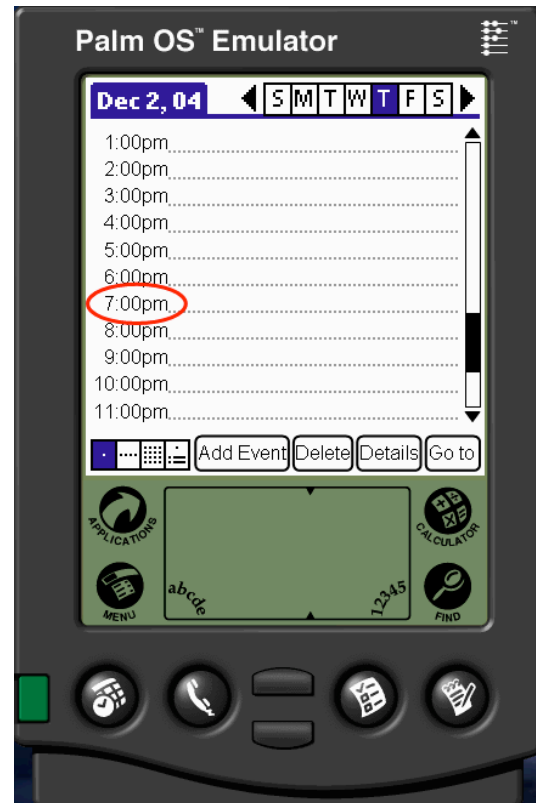 Palm OS™ Emulator ™
Dec 2, 04 S M T W T F S
1:00pm
2:00pm
3:00pm
4:00pm
5:00pm
6:00pm
7:00pm
8:00pm
9:00pm
10:00pm
11:00pm
Add Event Delete Details Go to
APPLICATIONS CALCULATOR
abcde 12345
MENU FIND